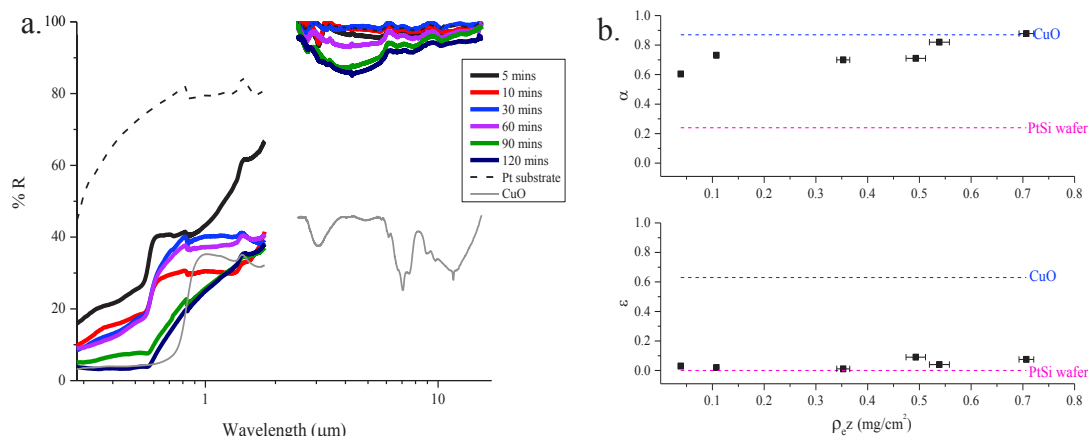 a.
100
80
60
40
20
0
% R
1
10
Wavelength (μm)
5 mins
10 mins
30 mins
60 mins
90 mins
120 mins
Pt substrate
CuO
b.
1.0
0.8
0.6
0.4
0.2
0.0
α
CuO
PtSi wafer
0.1 0.2 0.3 0.4 0.5 0.6 0.7 0.8
1.0
0.8
0.6
0.4
0.2
0.0
ε
CuO
PtSi wafer
0.1 0.2 0.3 0.4 0.5 0.6 0.7 0.8
ρₑz (mg/cm²)